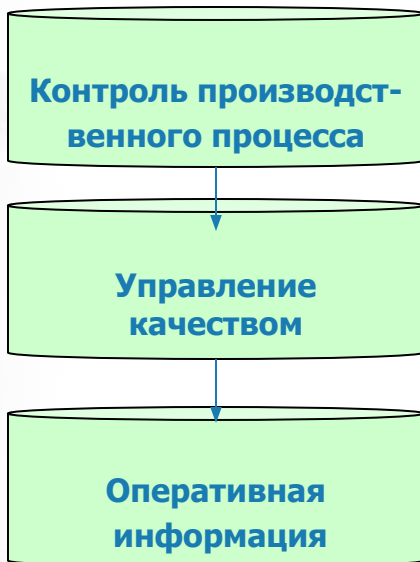 Контроль производст-
венного процесса
Управление
качеством
Оперативная
информация